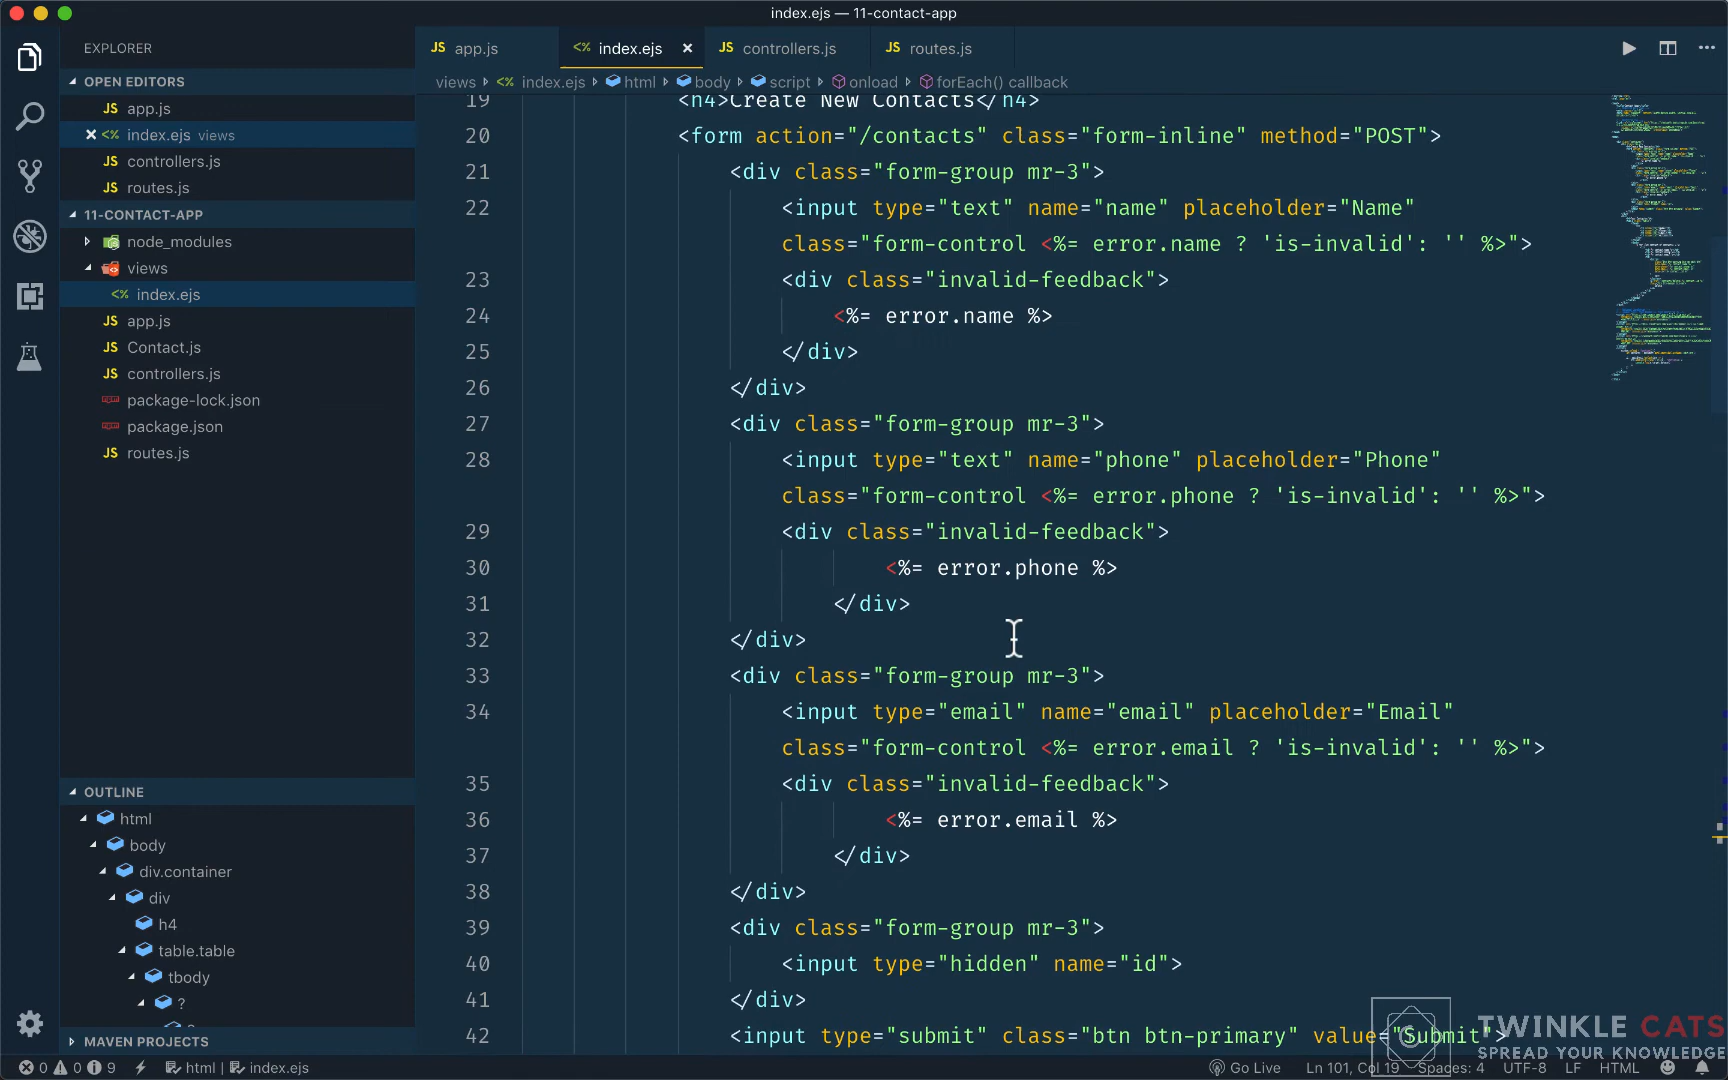 index.ejs — 11-contact-app
EXPLORER
OPEN EDITORS
JS app.js
<% index.ejs views
JS controllers.js
JS routes.js
11-CONTACT-APP
node_modules
views
<% index.ejs
JS app.js
JS Contact.js
JS controllers.js
package-lock.json
package.json
JS routes.js
OUTLINE
html
body
div.container
div
h4
table.table
tbody
?
MAVEN PROJECTS
JS app.js
<% index.ejs
JS controllers.js
JS routes.js
views <% index.ejs html body script onload forEach() callback
19 <h4>Create New Contacts</h4>
20 <form action="/contacts" class="form-inline" method="POST">
21 <div class="form-group mr-3">
22 <input type="text" name="name" placeholder="Name"
class="form-control <%= error.name ? 'is-invalid': '' %>">
23 <div class="invalid-feedback">
24 <%= error.name %>
25 </div>
26 </div>
27 <div class="form-group mr-3">
28 <input type="text" name="phone" placeholder="Phone"
class="form-control <%= error.phone ? 'is-invalid': '' %>">
29 <div class="invalid-feedback">
30 <%= error.phone %>
31 </div>
32 </div>
33 <div class="form-group mr-3">
34 <input type="email" name="email" placeholder="Email"
class="form-control <%= error.email ? 'is-invalid': '' %>">
35 <div class="invalid-feedback">
36 <%= error.email %>
37 </div>
38 </div>
39 <div class="form-group mr-3">
40 <input type="hidden" name="id">
41 </div>
42 <input type="submit" class="btn btn-primary" value="Submit">
TWINKLE CATS
SPREAD YOUR KNOWLEDGE
0 0 9 html | index.ejs Go Live Ln 101, Col 19 Spaces: 4 UTF-8 LF HTML